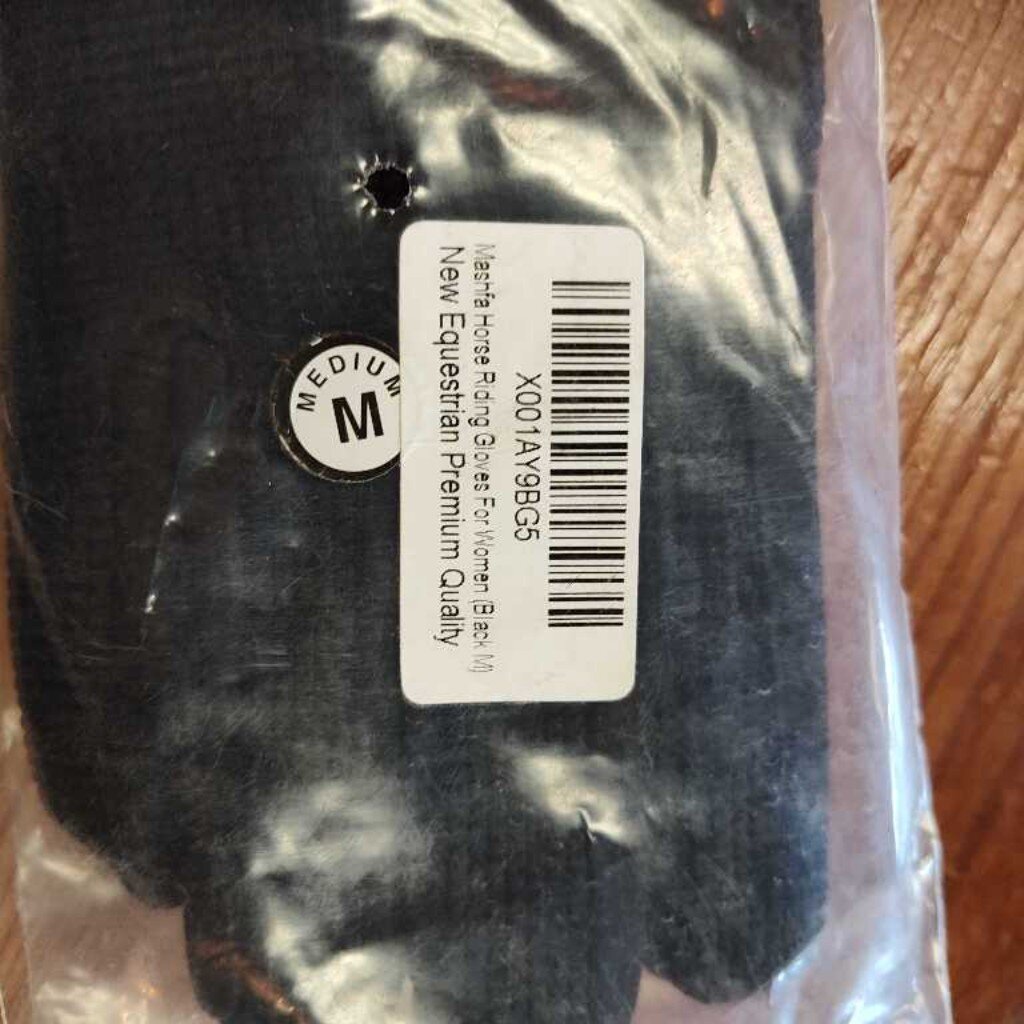 X001AY9BG5
Mashfa Horse Riding Gloves For Women (Black M)
New Equestrian Premium Quality
MEDIUM
M